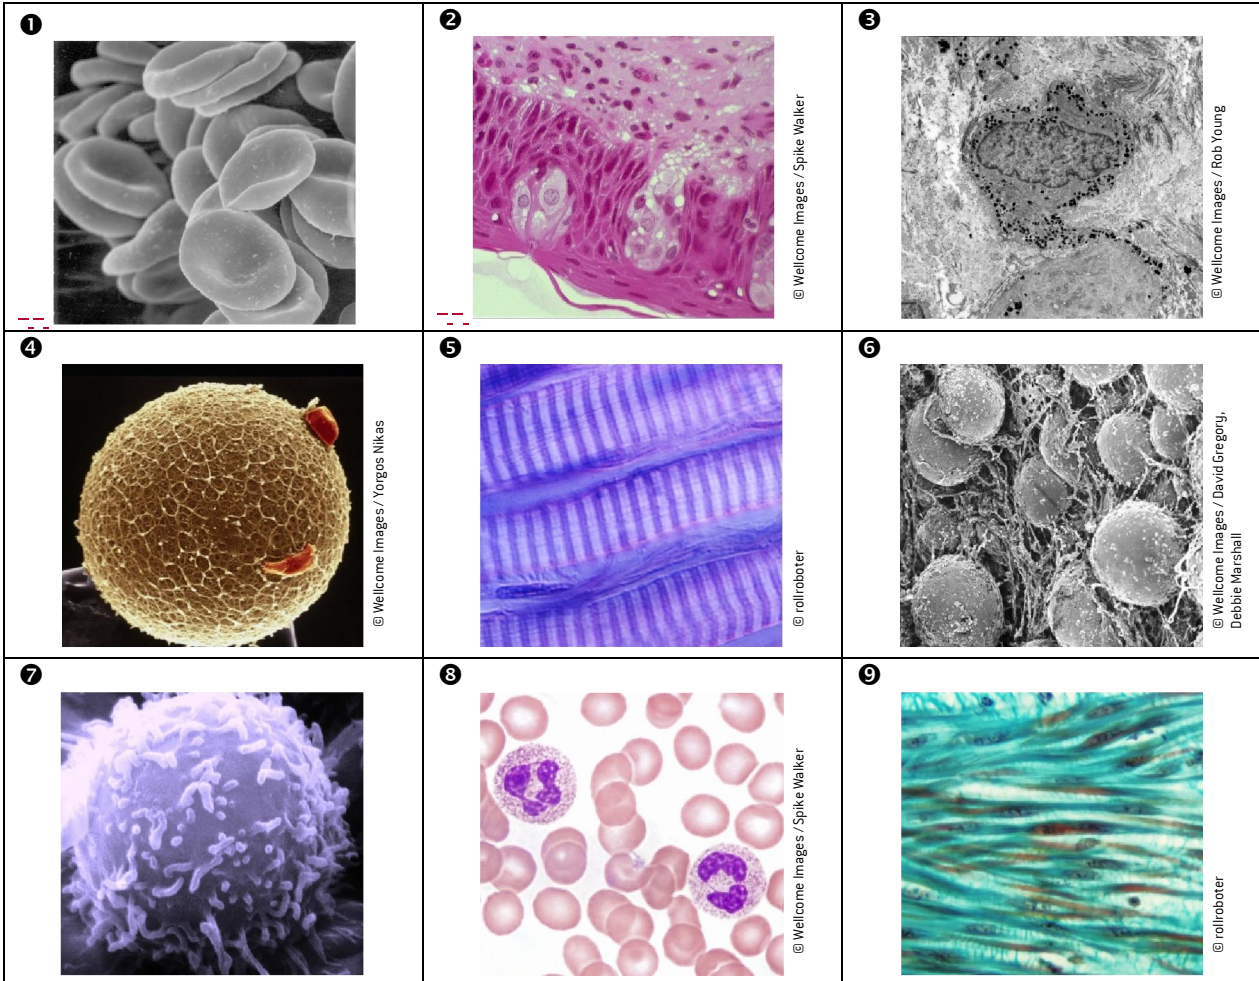 ❶
❷
© Wellcome Images / Spike Walker
❸
© Wellcome Images / Rob Young
❹
© Wellcome Images / Yorgos Nikas
❺
© rollroboter
❻
© Wellcome Images / David Gregory,
Debbie Marshall
❼
❽
© Wellcome Images / Spike Walker
❾
© rollroboter